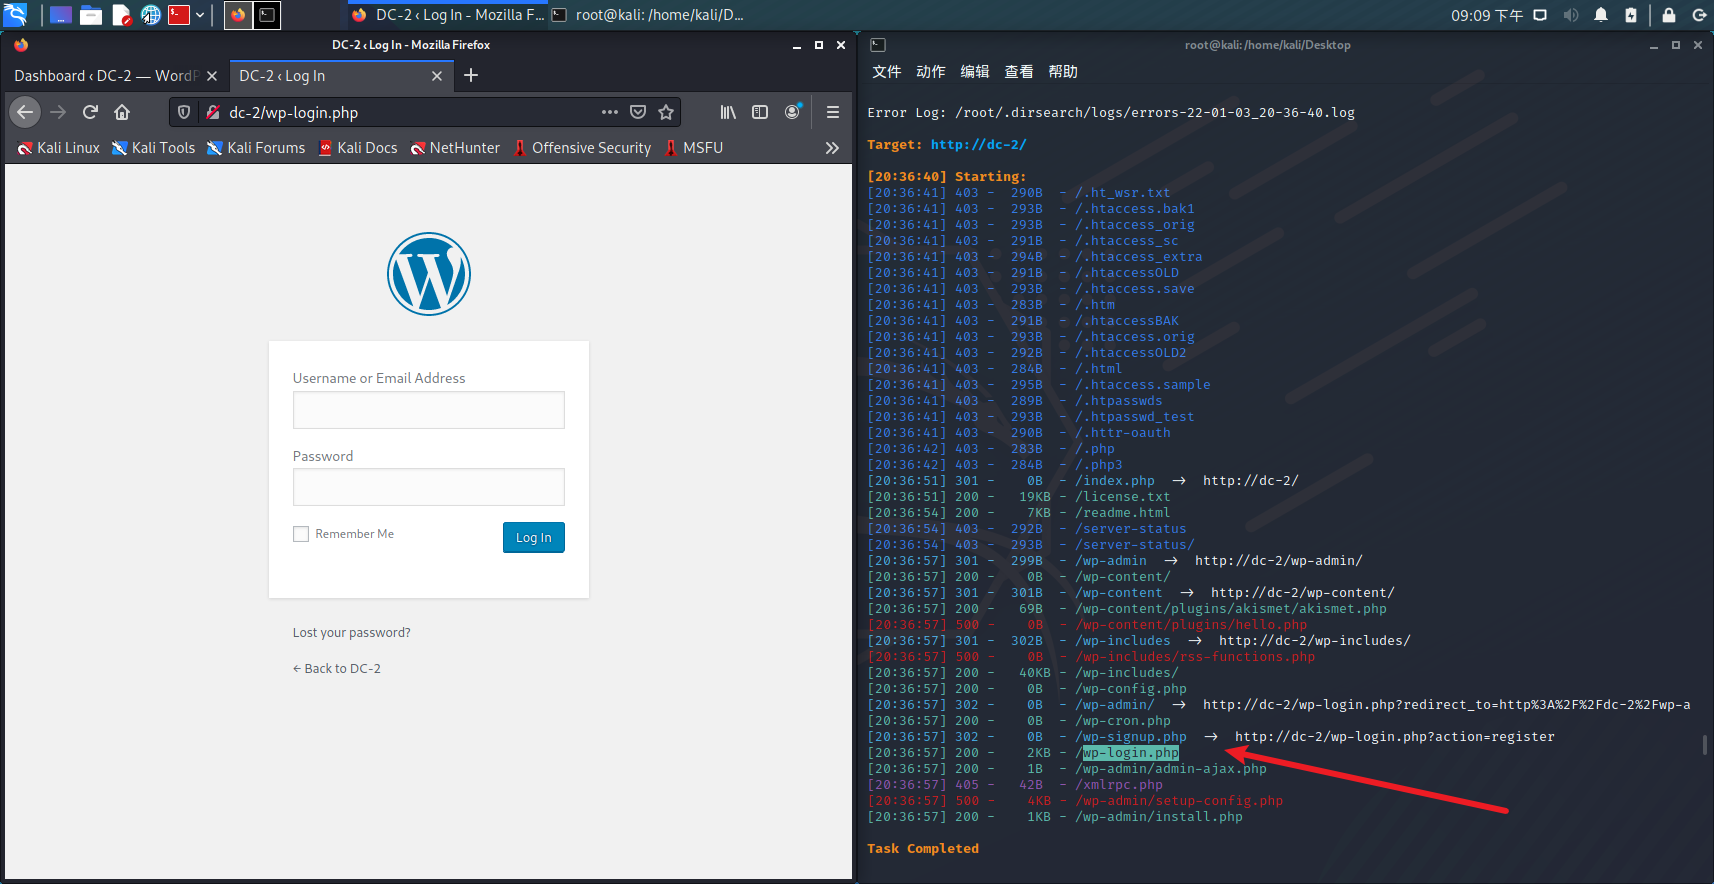 DC-2 ‹ Log In - Mozilla F...
root@kali: /home/kali/D...
09:09 下午
DC-2 ‹ Log In - Mozilla Firefox
Dashboard ‹ DC-2 — WordP
DC-2 ‹ Log In
dc-2/wp-login.php
Kali Linux
Kali Tools
Kali Forums
Kali Docs
NetHunter
Offensive Security
MSFU
Username or Email Address
Password
Remember Me
Log In
Lost your password?
← Back to DC-2
root@kali: /home/kali/Desktop
文件 动作 编辑 查看 帮助
Error Log: /root/.dirsearch/logs/errors-22-01-03_20-36-40.log
Target: http://dc-2/
[20:36:40] Starting:
[20:36:41] 403 -  290B  - /.ht_wsr.txt
[20:36:41] 403 -  293B  - /.htaccess.bak1
[20:36:41] 403 -  293B  - /.htaccess_orig
[20:36:41] 403 -  291B  - /.htaccess_sc
[20:36:41] 403 -  294B  - /.htaccess_extra
[20:36:41] 403 -  291B  - /.htaccessOLD
[20:36:41] 403 -  293B  - /.htaccess.save
[20:36:41] 403 -  283B  - /.htm
[20:36:41] 403 -  291B  - /.htaccessBAK
[20:36:41] 403 -  293B  - /.htaccess.orig
[20:36:41] 403 -  292B  - /.htaccessOLD2
[20:36:41] 403 -  284B  - /.html
[20:36:41] 403 -  295B  - /.htaccess.sample
[20:36:41] 403 -  289B  - /.htpasswds
[20:36:41] 403 -  293B  - /.htpasswd_test
[20:36:41] 403 -  290B  - /.httr-oauth
[20:36:42] 403 -  283B  - /.php
[20:36:42] 403 -  284B  - /.php3
[20:36:51] 301 -    0B  - /index.php  →  http://dc-2/
[20:36:51] 200 -   19KB - /license.txt
[20:36:54] 200 -    7KB - /readme.html
[20:36:54] 403 -  292B  - /server-status
[20:36:54] 403 -  293B  - /server-status/
[20:36:57] 301 -  299B  - /wp-admin  →  http://dc-2/wp-admin/
[20:36:57] 200 -    0B  - /wp-content/
[20:36:57] 301 -  301B  - /wp-content  →  http://dc-2/wp-content/
[20:36:57] 200 -   69B  - /wp-content/plugins/akismet/akismet.php
[20:36:57] 500 -    0B  - /wp-content/plugins/hello.php
[20:36:57] 301 -  302B  - /wp-includes  →  http://dc-2/wp-includes/
[20:36:57] 500 -    0B  - /wp-includes/rss-functions.php
[20:36:57] 200 -   40KB - /wp-includes/
[20:36:57] 200 -    0B  - /wp-config.php
[20:36:57] 302 -    0B  - /wp-admin/  →  http://dc-2/wp-login.php?redirect_to=http%3A%2F%2Fdc-2%2Fwp-a
[20:36:57] 200 -    0B  - /wp-cron.php
[20:36:57] 302 -    0B  - /wp-signup.php  →  http://dc-2/wp-login.php?action=register
[20:36:57] 200 -    2KB - /wp-login.php
[20:36:57] 200 -    1B  - /wp-admin/admin-ajax.php
[20:36:57] 405 -   42B  - /xmlrpc.php
[20:36:57] 500 -    4KB - /wp-admin/setup-config.php
[20:36:57] 200 -    1KB - /wp-admin/install.php
Task Completed